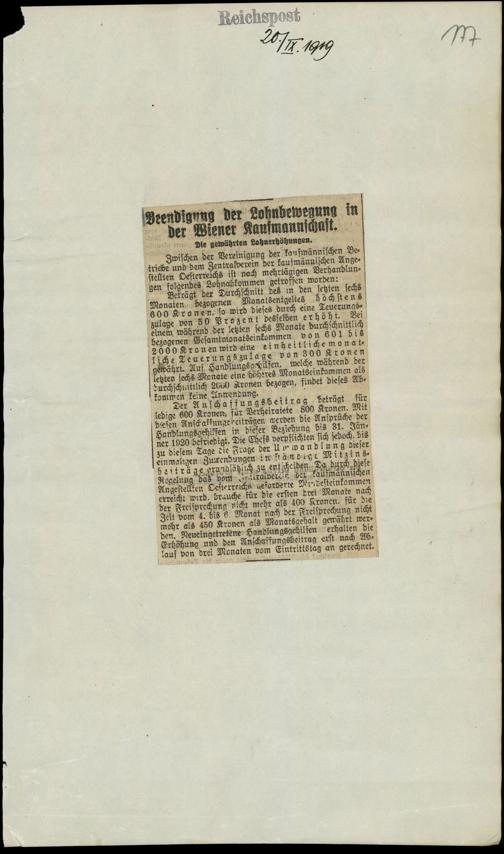 Reichspost
20/IX. 1919
Beendigung der Lohnbewegung in
der Wiener Kaufmannschaft.
Die gewährten Lohnerhöhungen.
Zwischen der Vereinigung der kaufmännischen Be-
triebe und dem Zentralverein der kaufmännischen Ange-
stellten Oesterreichs ist nach mehrtägigen Verhandlun-
gen folgendes Lohnabkommen getroffen worden:
Beträgt der Durchschnitt des in den letzten sechs
Monaten bezogenen Monatsentgeltes höchstens
600 Kronen, so wird dieses durch eine Teuerungs-
zulage von 50 Prozent desselben erhöht. Bei
einem während der letzten sechs Monate durchschnittlich
bezogenen Gesamtmonatseinkommen von 601 bis
2000 Kronen wird eine einheitliche monat-
liche Teuerungszulage von 300 Kronen
gewährt. Auf Handlungsgehilfen, welche während der
letzten sechs Monate eine höheres Monatseinkommen als
durchschnittlich 2000 Kronen bezogen, findet dieses Ab-
kommen keine Anwendung.
Der Anschaffungsbeitrag beträgt für
ledige 600 Kronen, für Verheiratete 800 Kronen. Mit
diesen Anschaffungsbeiträgen werden die Ansprüche der
Handlungsgehilfen in dieser Beziehung bis 31. Jän-
ner 1920 befriedigt. Die Chefs verpflichten sich jedoch, bis
zu diesem Tage die Frage der Umwandlung dieser
einmaligen Zuwendungen in ständige Mitzins-
beiträge grundsätzlich zu entscheiden. Da durch diese
Regelung das vom Zentralverein der kaufmännischen
Angestellten Oesterreichs geforderte Mindesteinkommen
erreicht wird, brauche für die ersten drei Monate nach
der Freisprechung nicht mehr als 400 Kronen, für die
Zeit vom 4. bis 6. Monat nach der Freisprechung nicht
mehr als 450 Kronen als Monatsgehalt gewährt wer-
den. Neueingetretene Handlungsgehilfen erhalten die
Erhöhung und den Anschaffungsbeitrag erst nach Ab-
lauf von drei Monaten vom Eintrittstag an gerechnet.